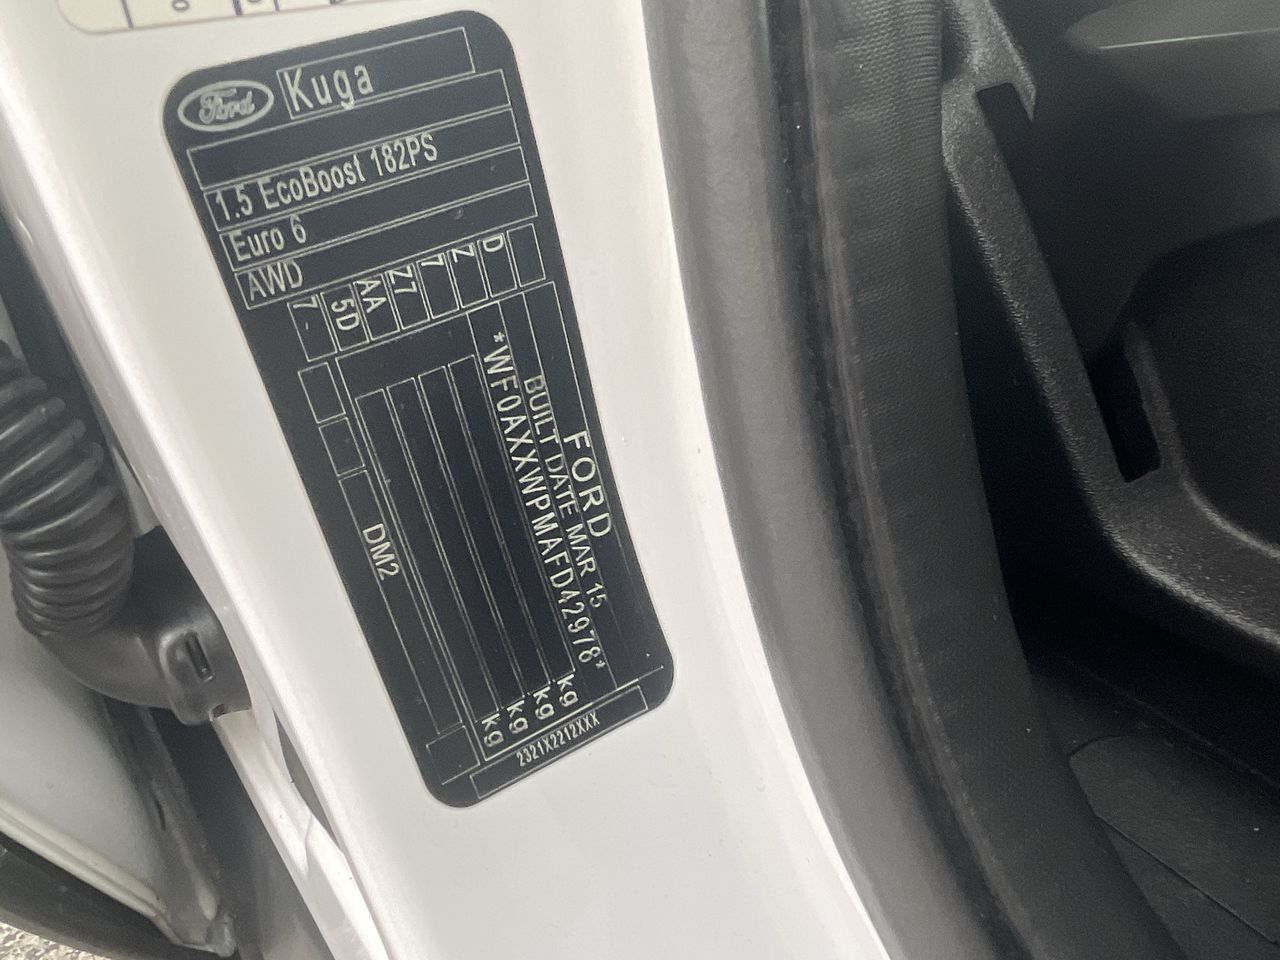 Ford
Kuga
1.5 EcoBoost 182PS
Euro 6
AWD
7 5D AA Z7 7 Z D
FORD
BUILT DATE MAR 15
*WF0AXXWPMAFD42978*
kg
kg
kg
kg
DM2
2321X2212XXX